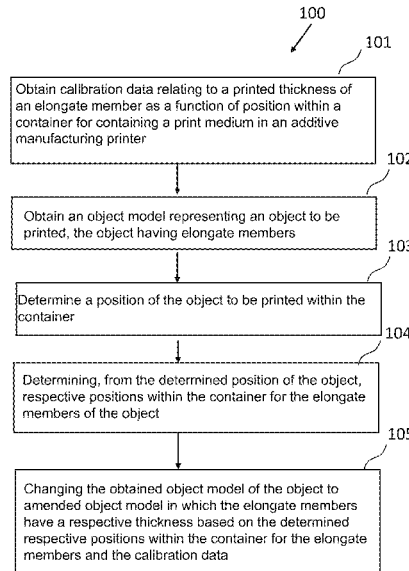 100
101
Obtain calibration data relating to a printed thickness of
an elongate member as a function of position within a
container for containing a print medium in an additive
manufacturing printer
102
Obtain an object model representing an object to be
printed, the object having elongate members
103
Determine a position of the object to be printed within the
container
104
Determining, from the determined position of the object,
respective positions within the container for the elongate
members of the object
105
Changing the obtained object model of the object to
amended object model in which the elongate members
have a respective thickness based on the determined
respective positions within the container for the elongate
members and the calibration data